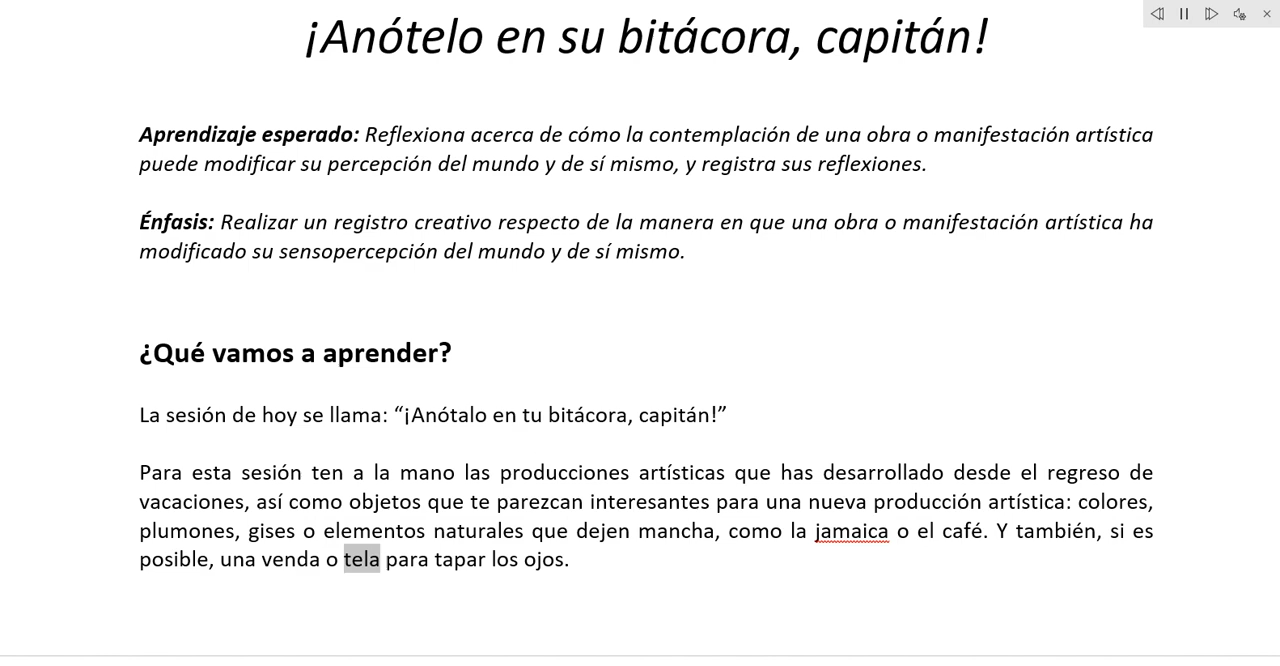 ¡Anótelo en su bitácora, capitán!
Aprendizaje esperado: Reflexiona acerca de cómo la contemplación de una obra o manifestación artística
puede modificar su percepción del mundo y de sí mismo, y registra sus reflexiones.
Énfasis: Realizar un registro creativo respecto de la manera en que una obra o manifestación artística ha
modificado su sensopercepción del mundo y de sí mismo.
¿Qué vamos a aprender?
La sesión de hoy se llama: “¡Anótalo en tu bitácora, capitán!”
Para esta sesión ten a la mano las producciones artísticas que has desarrollado desde el regreso de
vacaciones, así como objetos que te parezcan interesantes para una nueva producción artística: colores,
plumones, gises o elementos naturales que dejen mancha, como la jamaica o el café. Y también, si es
posible, una venda o tela para tapar los ojos.